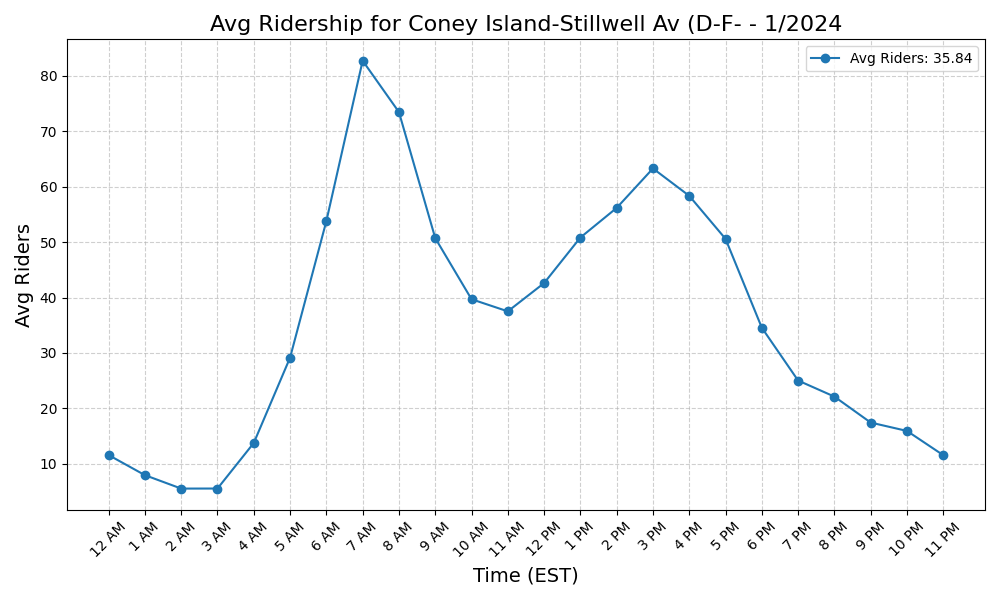 Avg Ridership for Coney Island-Stillwell Av (D-F- - 1/2024
Avg Riders: 35.84
Avg Riders
80
70
60
50
40
30
20
10
12 AM
1 AM
2 AM
3 AM
4 AM
5 AM
6 AM
7 AM
8 AM
9 AM
10 AM
11 AM
12 PM
1 PM
2 PM
3 PM
4 PM
5 PM
6 PM
7 PM
8 PM
9 PM
10 PM
11 PM
Time (EST)